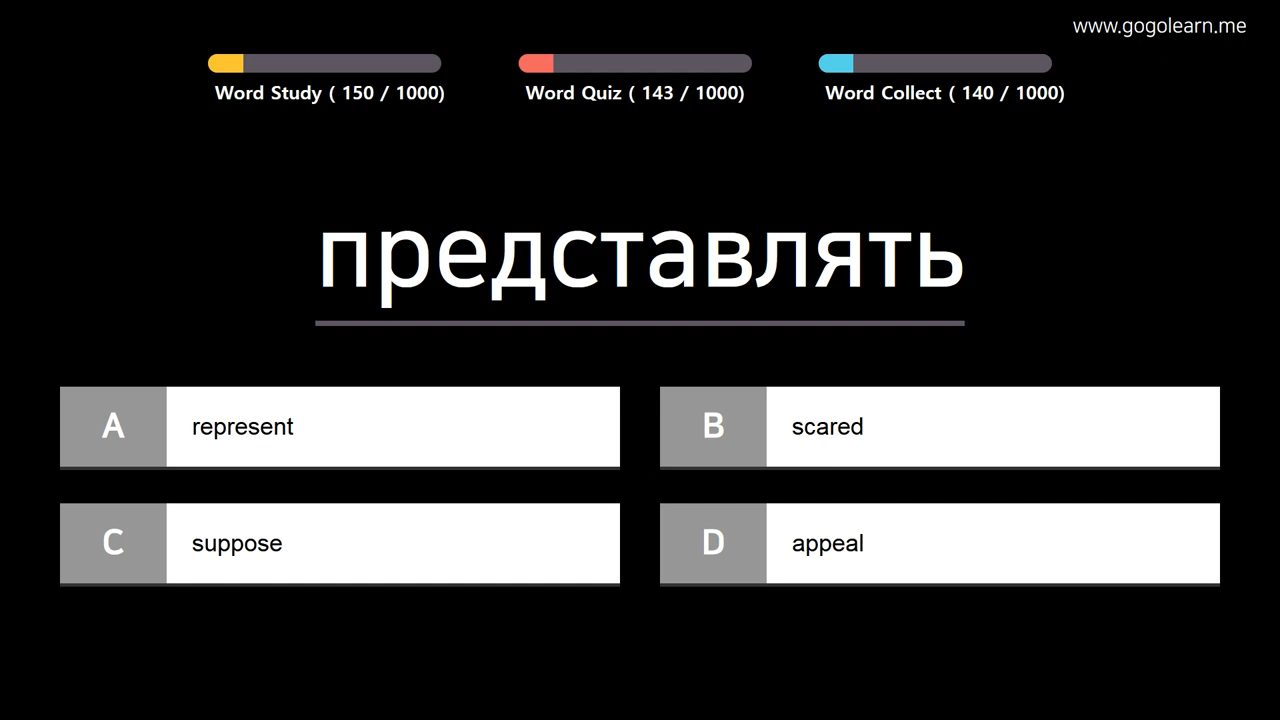 www.gogolearn.me
Word Study ( 150 / 1000)
Word Quiz ( 143 / 1000)
Word Collect ( 140 / 1000)
представлять
A represent
B scared
C suppose
D appeal